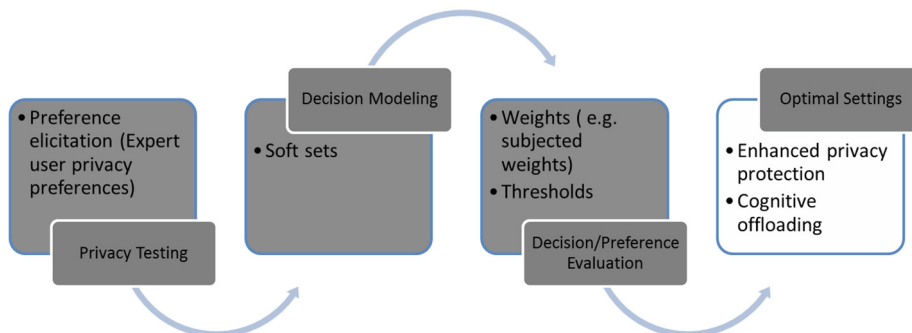 • Preference
elicitation (Expert
user privacy
preferences)
Privacy Testing
Decision Modeling
• Soft sets
• Weights ( e.g.
subjected
weights)
• Thresholds
Decision/Preference
Evaluation
Optimal Settings
• Enhanced privacy
protection
• Cognitive
offloading